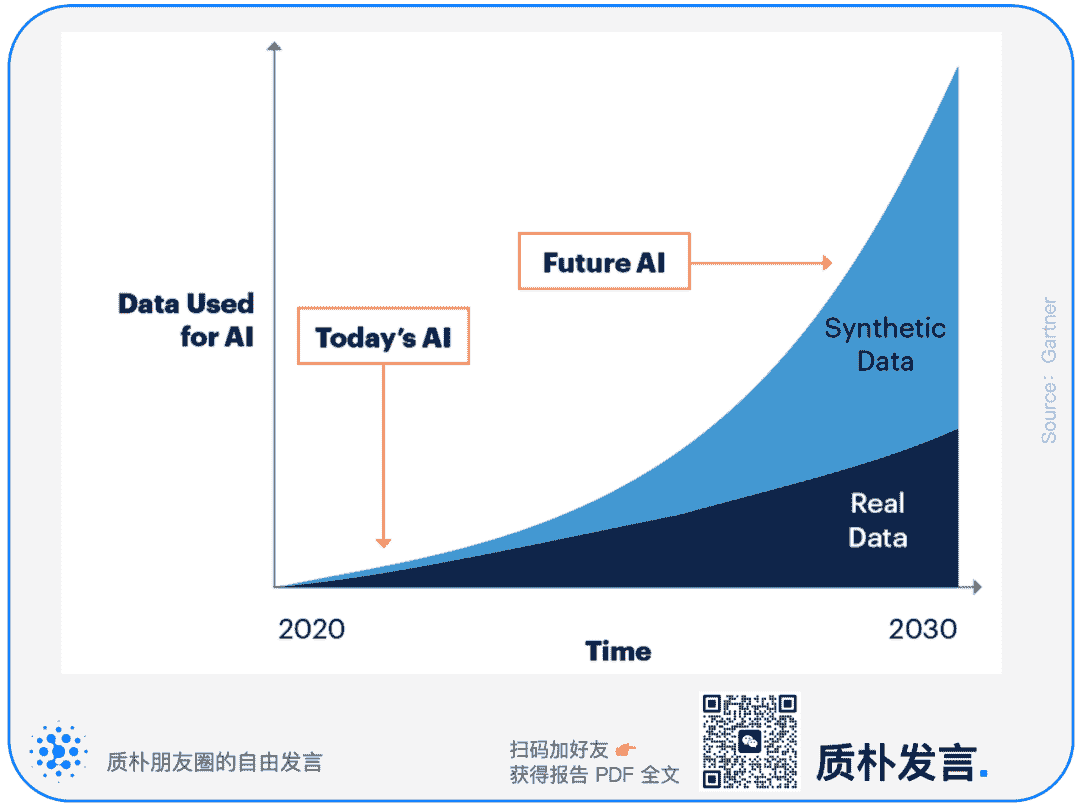 Data Used
for AI
Today's AI
Future AI
Synthetic
Data
Real
Data
2020
2030
Time
Source: Gartner
质朴朋友圈的自由发言
扫码加好友
获得报告 PDF 全文
质朴发言.